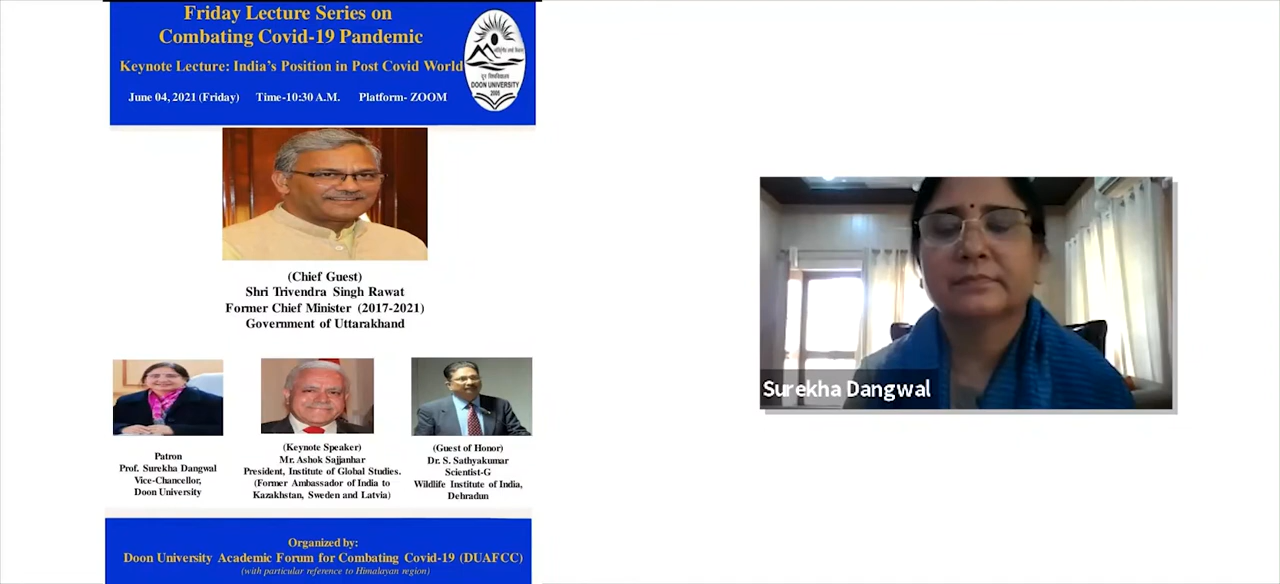 Friday Lecture Series on
Combating Covid-19 Pandemic
Keynote Lecture: India's Position in Post Covid World
June 04, 2021 (Friday) Time-10:30 A.M. Platform- ZOOM
DOON UNIVERSITY
2005
(Chief Guest)
Shri Trivendra Singh Rawat
Former Chief Minister (2017-2021)
Government of Uttarakhand
Patron
Prof. Surekha Dangwal
Vice-Chancellor,
Doon University
(Keynote Speaker)
Mr. Ashok Sajjanhar
President, Institute of Global Studies.
(Former Ambassador of India to
Kazakhstan, Sweden and Latvia)
(Guest of Honor)
Dr. S. Sathyakumar
Scientist-G
Wildlife Institute of India,
Dehradun
Organized by:
Doon University Academic Forum for Combating Covid-19 (DUAFCC)
(with particular reference to Himalayan region)
Surekha Dangwal